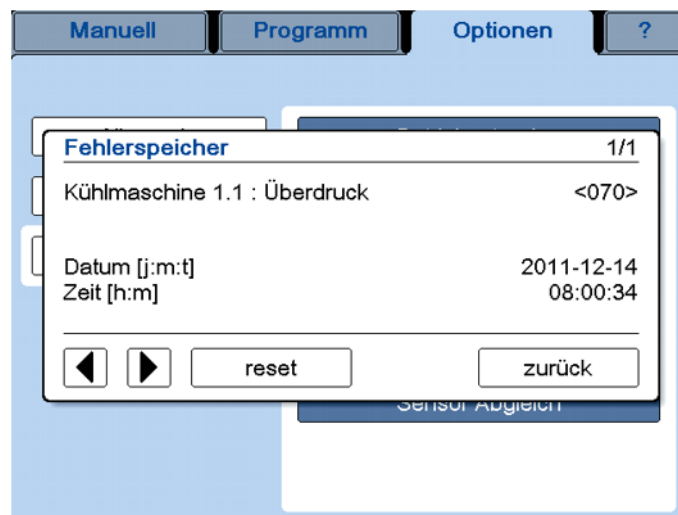 Manuell Programm Optionen ?
Fehlerspeicher 1/1
Kühlmaschine 1.1 : Überdruck <070>
Datum [j:m:t] 2011-12-14
Zeit [h:m] 08:00:34
reset zurück
Sensor Abgleich